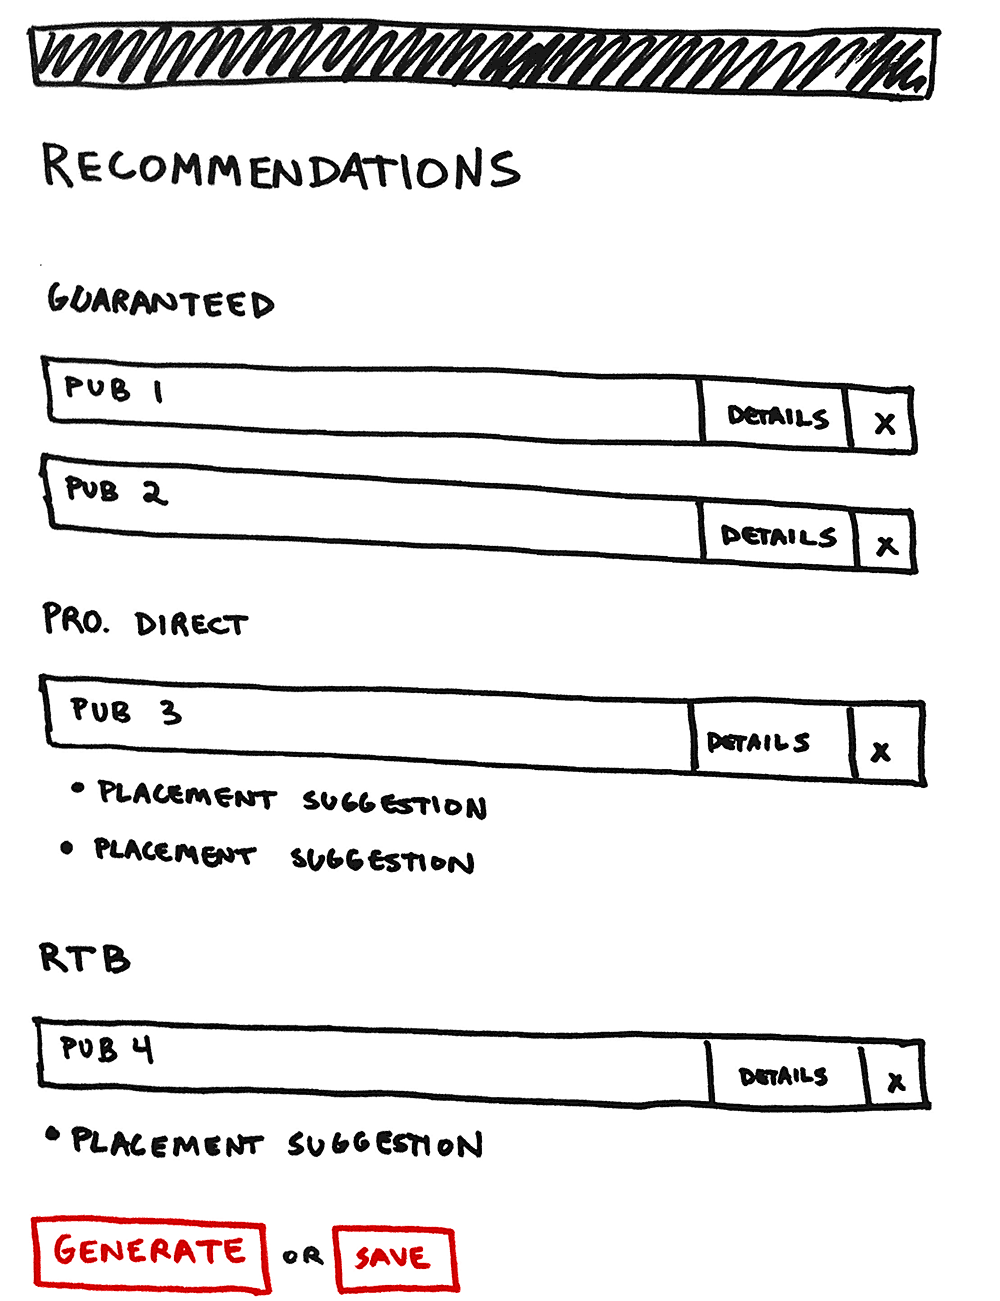 RECOMMENDATIONS
GUARANTEED
PUB 1 DETAILS X
PUB 2 DETAILS X
PRO. DIRECT
PUB 3 DETAILS X
• PLACEMENT SUGGESTION
• PLACEMENT SUGGESTION
RTB
PUB 4 DETAILS X
• PLACEMENT SUGGESTION
GENERATE OR SAVE